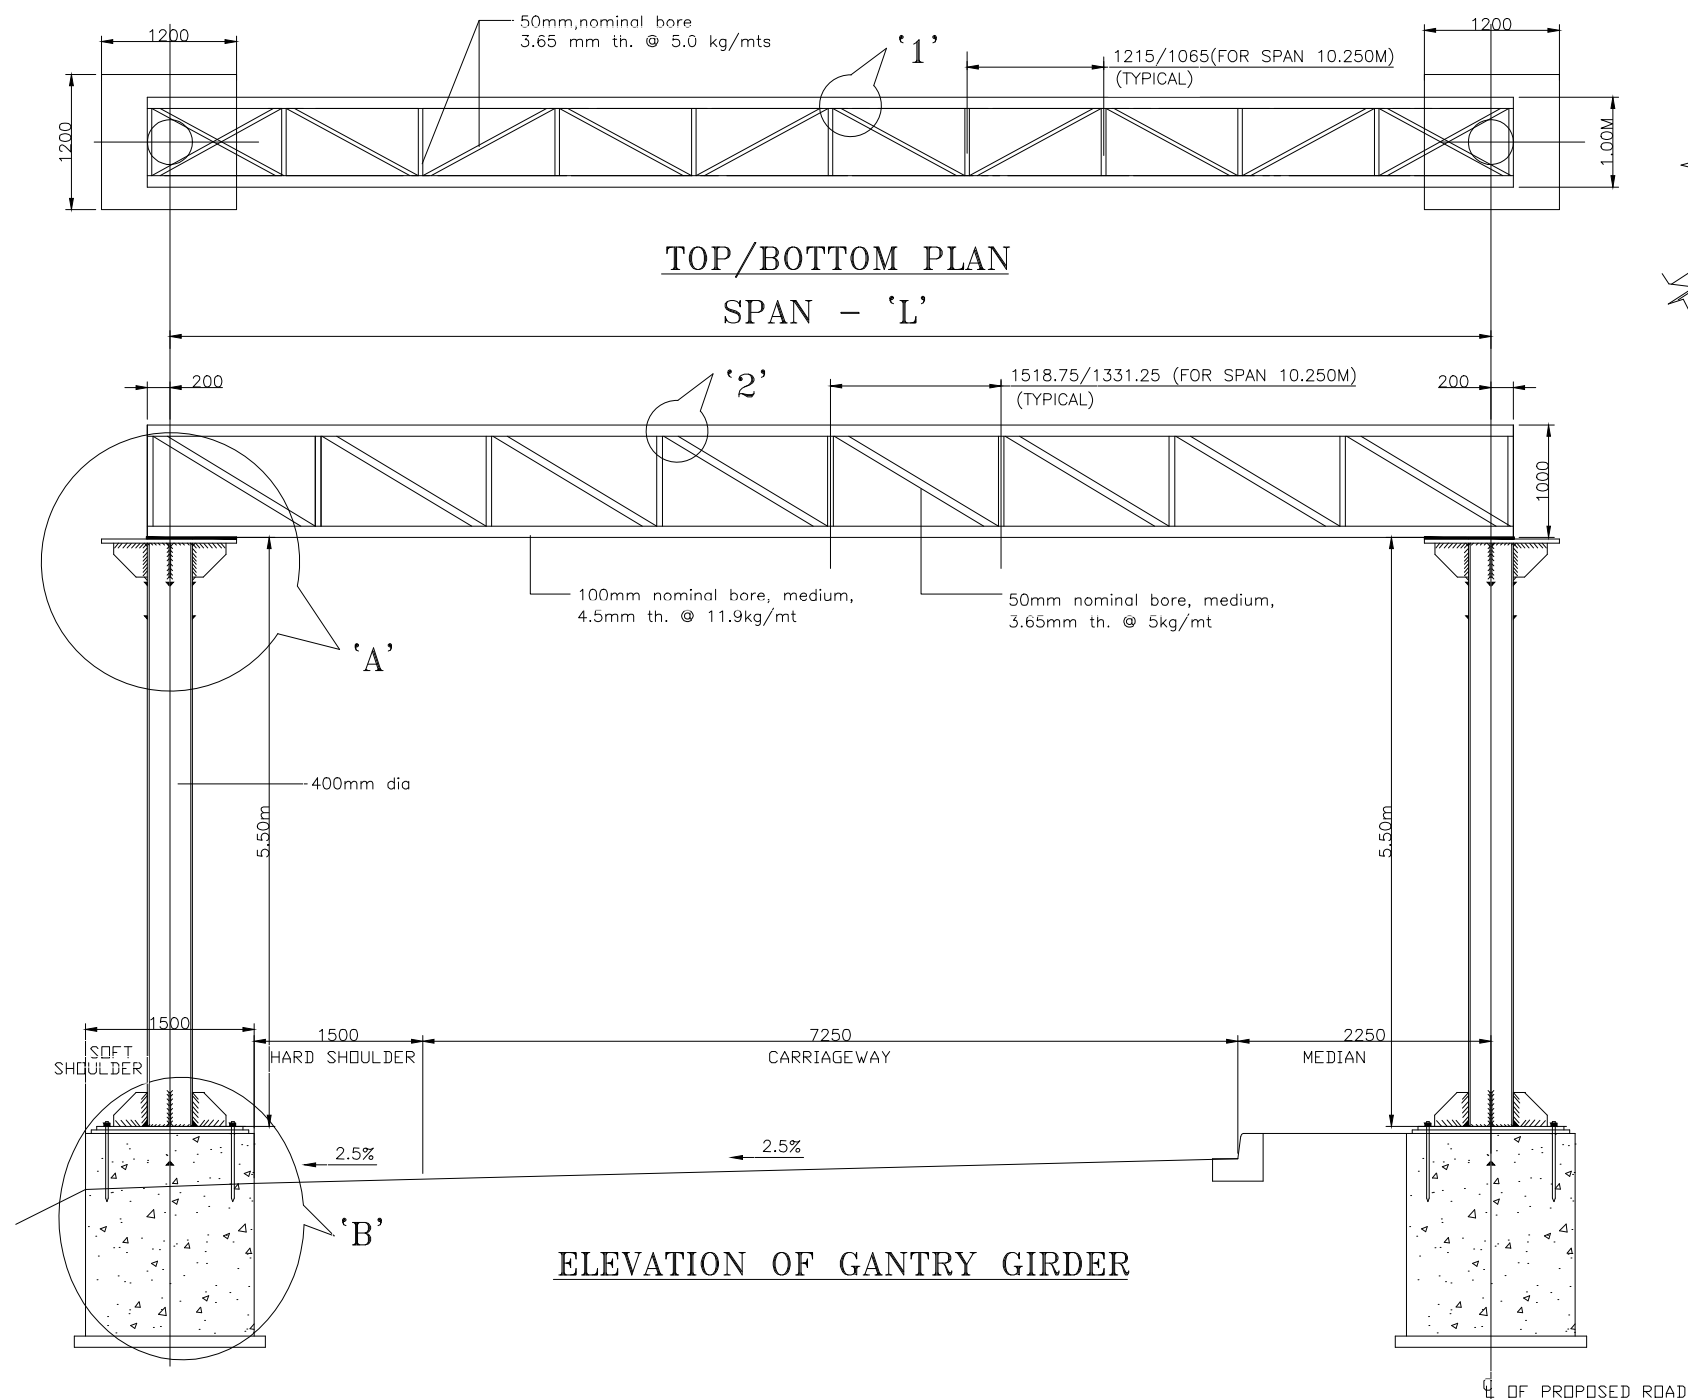 50mm,nominal bore
3.65 mm th. @ 5.0 kg/mts
1200
1200
'1'
1215/1065(FOR SPAN 10.250M)
(TYPICAL)
1200
1.00M
TOP/BOTTOM PLAN
SPAN - 'L'
200
'2'
1518.75/1331.25 (FOR SPAN 10.250M)
(TYPICAL)
200
1000
100mm nominal bore, medium,
4.5mm th. @ 11.9kg/mt
50mm nominal bore, medium,
3.65mm th. @ 5kg/mt
'A'
400mm dia
5.50m
5.50m
1500
SOFT
SHOULDER
1500
HARD SHOULDER
7250
CARRIAGEWAY
2250
MEDIAN
2.5%
2.5%
'B'
ELEVATION OF GANTRY GIRDER
℄ OF PROPOSED ROAD